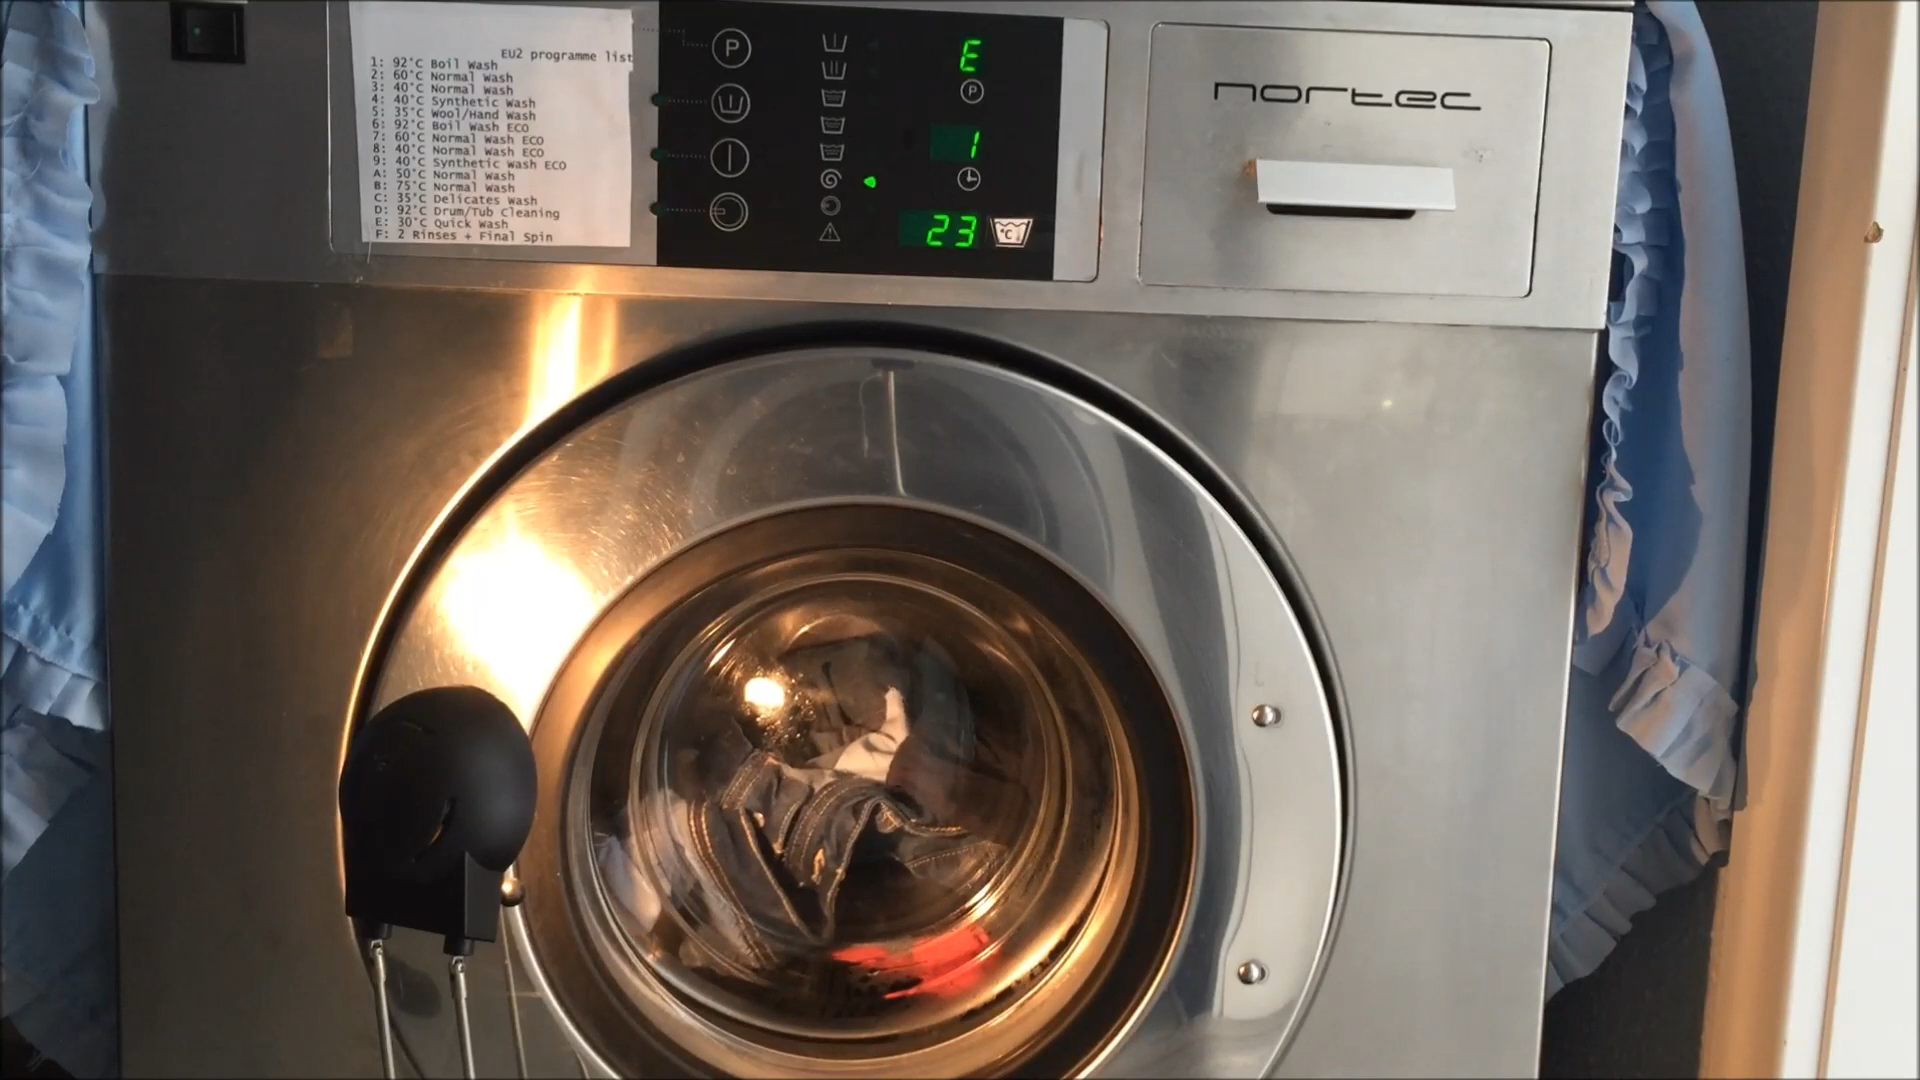 EU2 programme list
1: 92°C Boil Wash
2: 60°C Normal Wash
3: 40°C Normal Wash
4: 40°C Synthetic Wash
5: 35°C Wool/Hand Wash
6: 92°C Boil Wash ECO
7: 60°C Normal Wash ECO
8: 40°C Normal Wash ECO
9: 40°C Synthetic Wash ECO
A: 50°C Normal Wash
B: 75°C Normal Wash
C: 35°C Delicates Wash
D: 92°C Drum/Tub Cleaning
E: 30°C Quick Wash
F: 2 Rinses + Final Spin
P
E
P
1
23
°C
nortec